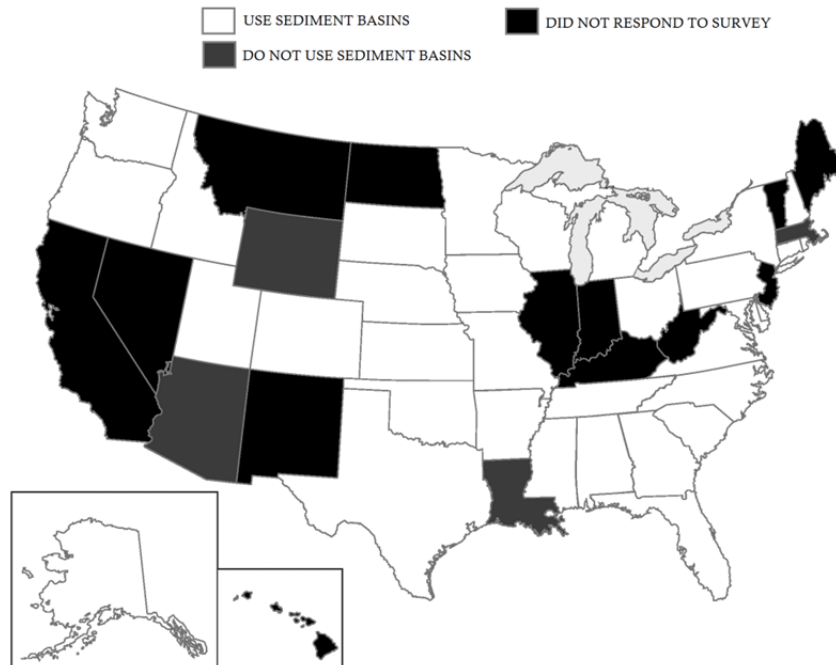 USE SEDIMENT BASINS
DID NOT RESPOND TO SURVEY
DO NOT USE SEDIMENT BASINS